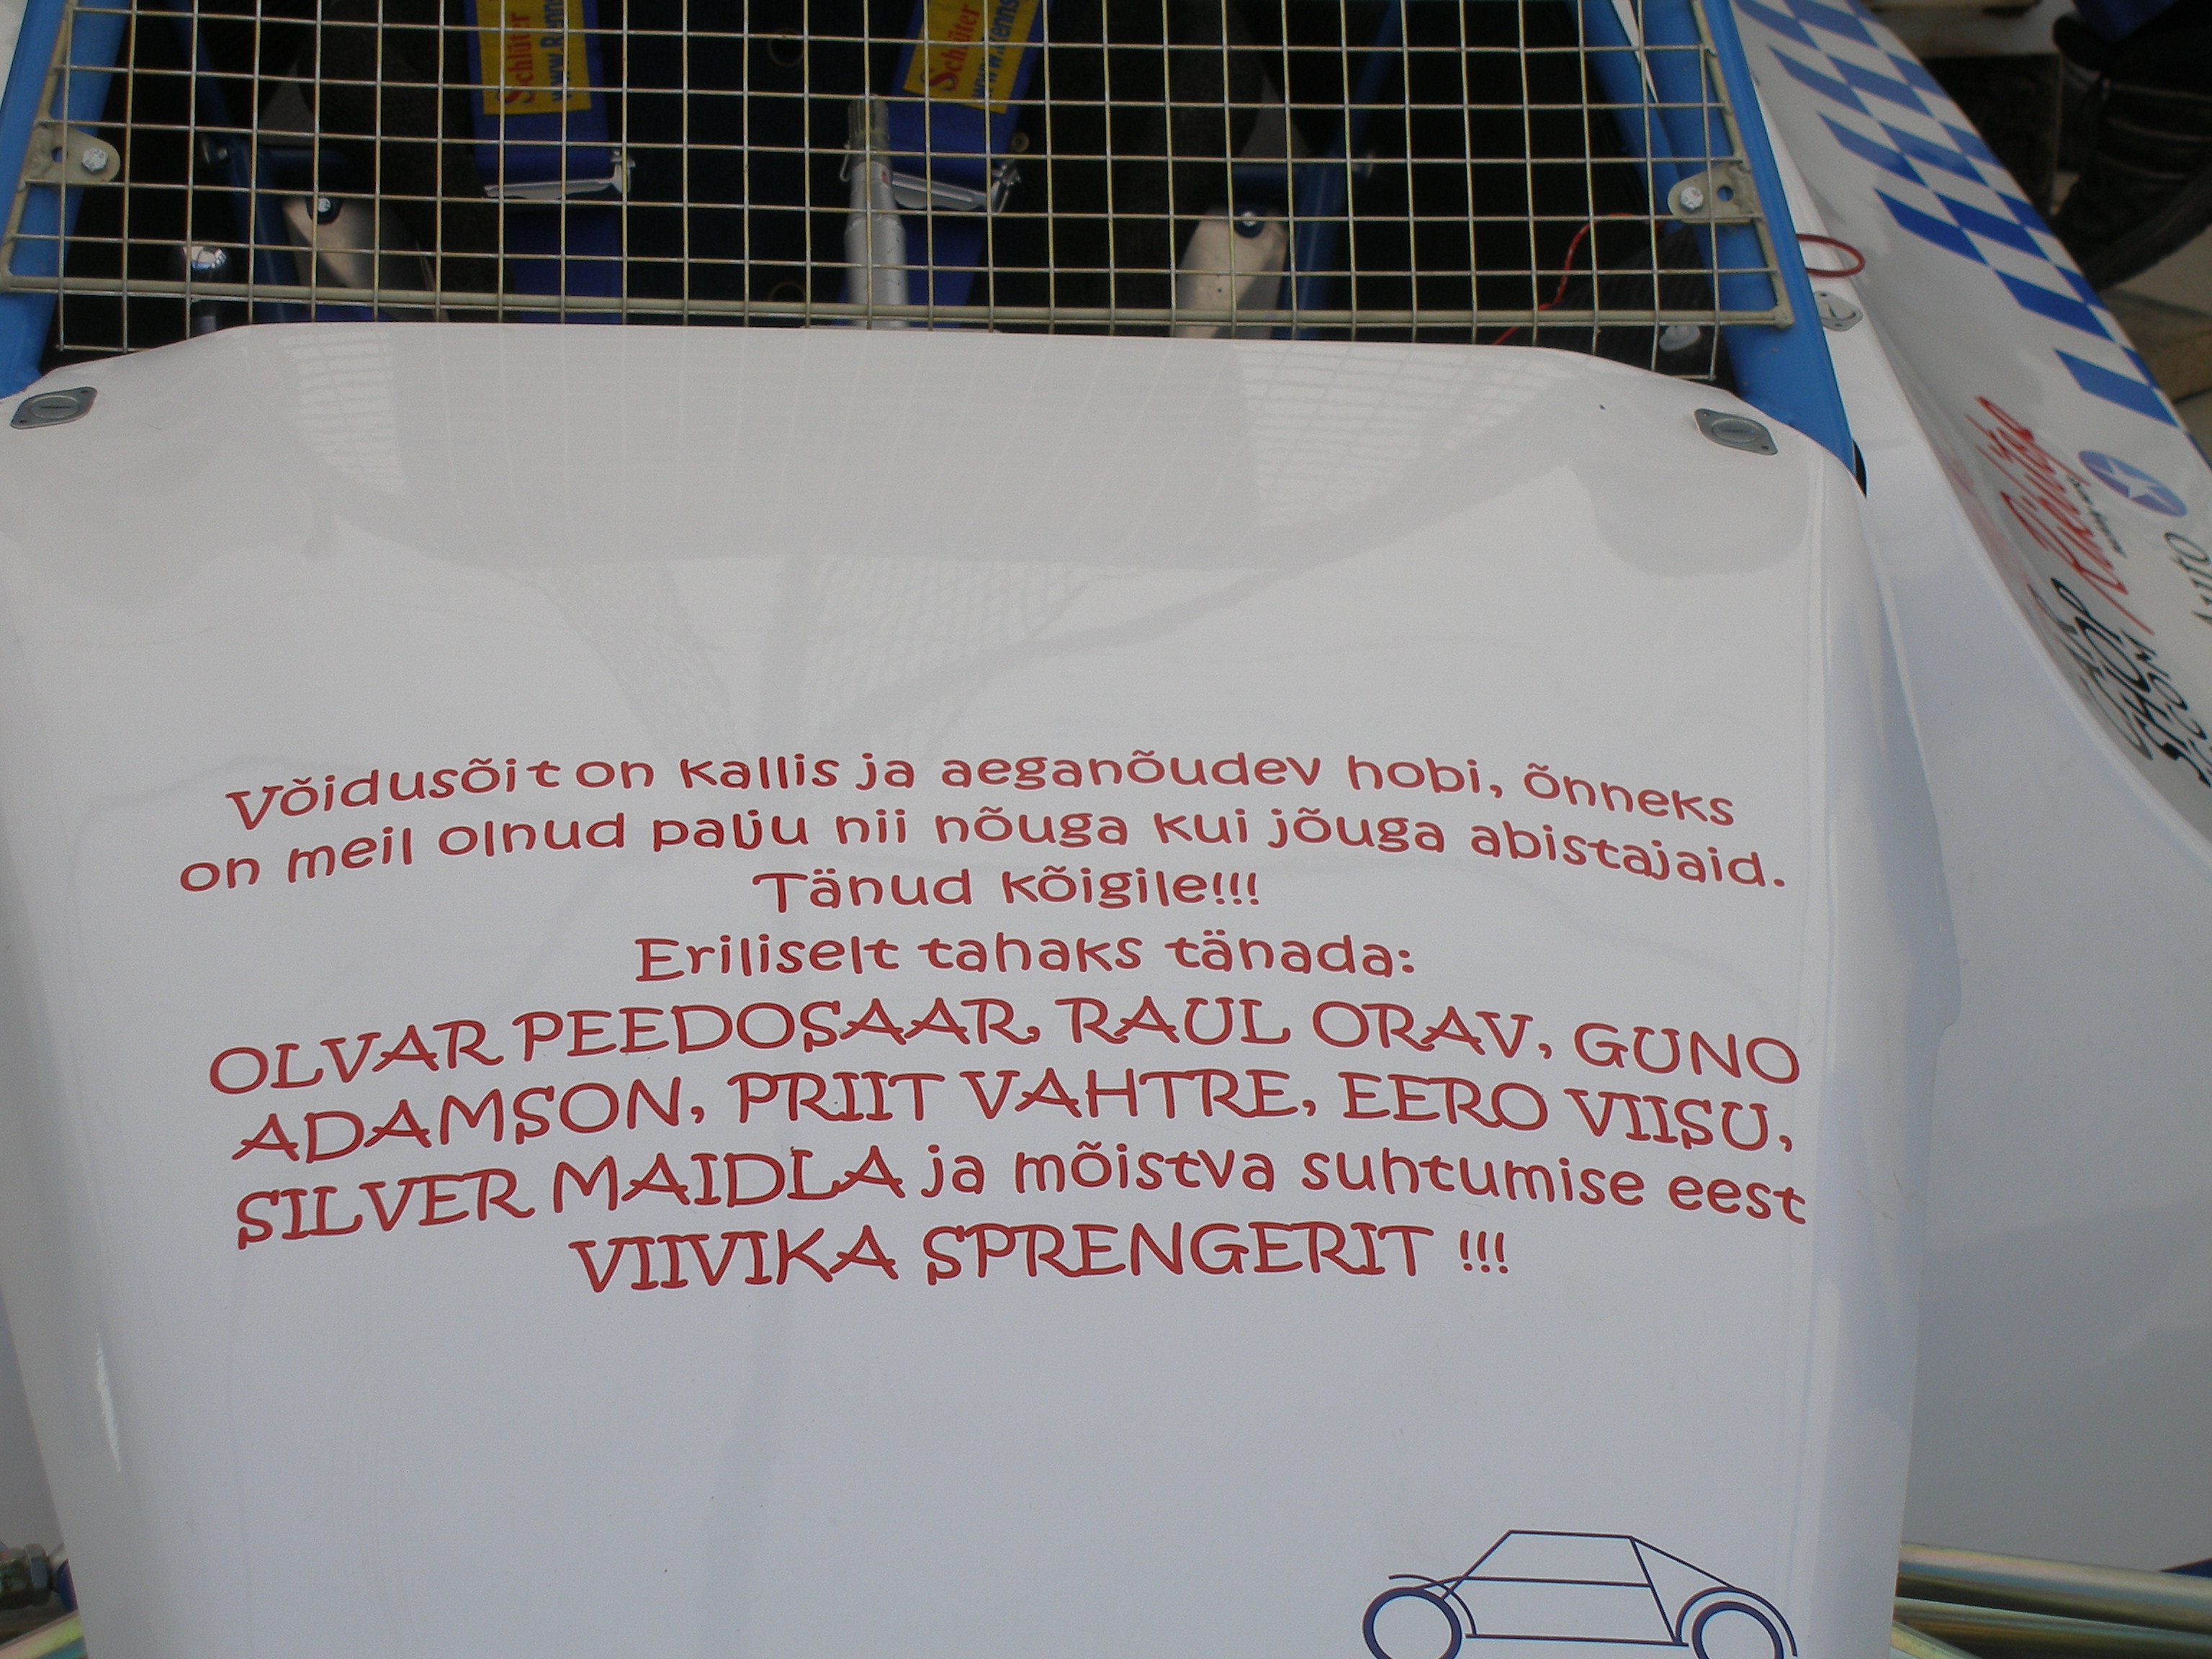 Schlüter
Schlüter
Võidusõit on kallis ja aeganõudev hobi, õnneks
on meil olnud palju nii nõuga kui jõuga abistajaid.
Tänud kõigile!!!
Eriliselt tahaks tänada:
OLVAR PEEDOSAAR, RAUL ORAV, GUNO
ADAMSON, PRIIT VAHTRE, EERO VIISU,
SILVER MAIDLA ja mõistva suhtumise eest
VIIVIKA SPRENGERIT !!!